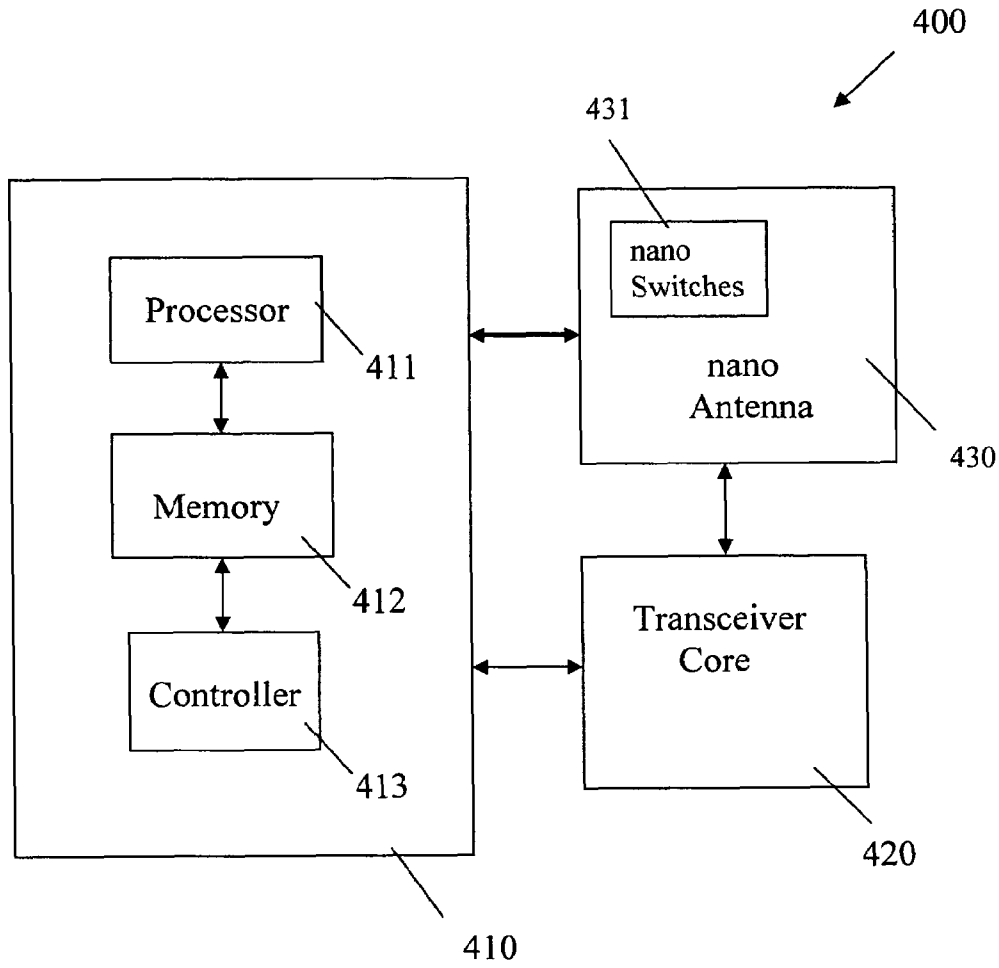 400
431
nano
Switches
Processor
411
nano
Antenna
430
Memory
412
Transceiver
Core
Controller
413
420
410